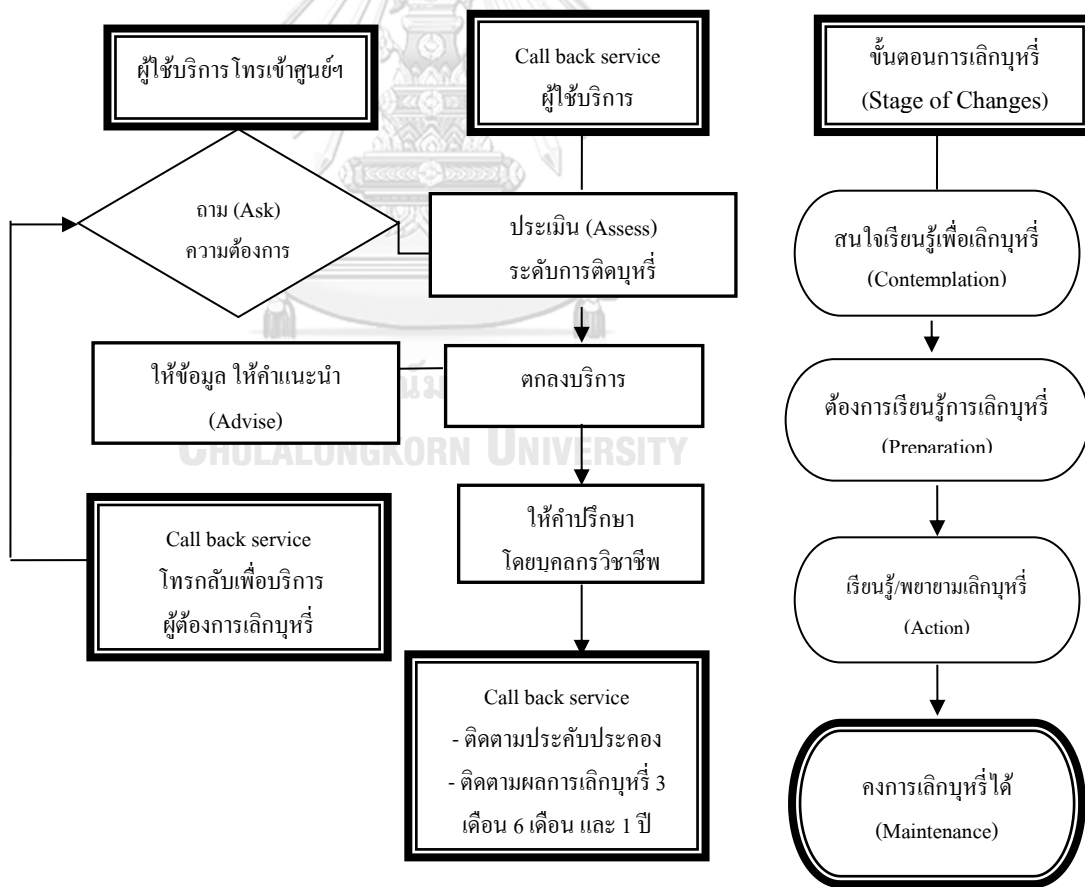 ผู้ใช้บริการโทรเข้าศูนย์ฯ
Call back service
ผู้ใช้บริการ
ขั้นตอนการเลิกบุหรี่
(Stage of Changes)
ถาม (Ask)
ความต้องการ
ประเมิน (Assess)
ระดับการติดบุหรี่
สนใจเรียนรู้เพื่อเลิกบุหรี่
(Contemplation)
ให้ข้อมูล ให้คำแนะนำ
(Advise)
ตกลงบริการ
ต้องการเรียนรู้การเลิกบุหรี่
(Preparation)
CHULALONGKORN UNIVERSITY
Call back service
โทรกลับเพื่อบริการ
ผู้ต้องการเลิกบุหรี่
ให้คำปรึกษา
โดยบุคลกรวิชาชีพ
เรียนรู้/พยายามเลิกบุหรี่
(Action)
Call back service
- ติดตามประคับประคอง
- ติดตามผลการเลิกบุหรี่ 3
เดือน 6 เดือน และ 1 ปี
คงการเลิกบุหรี่ได้
(Maintenance)